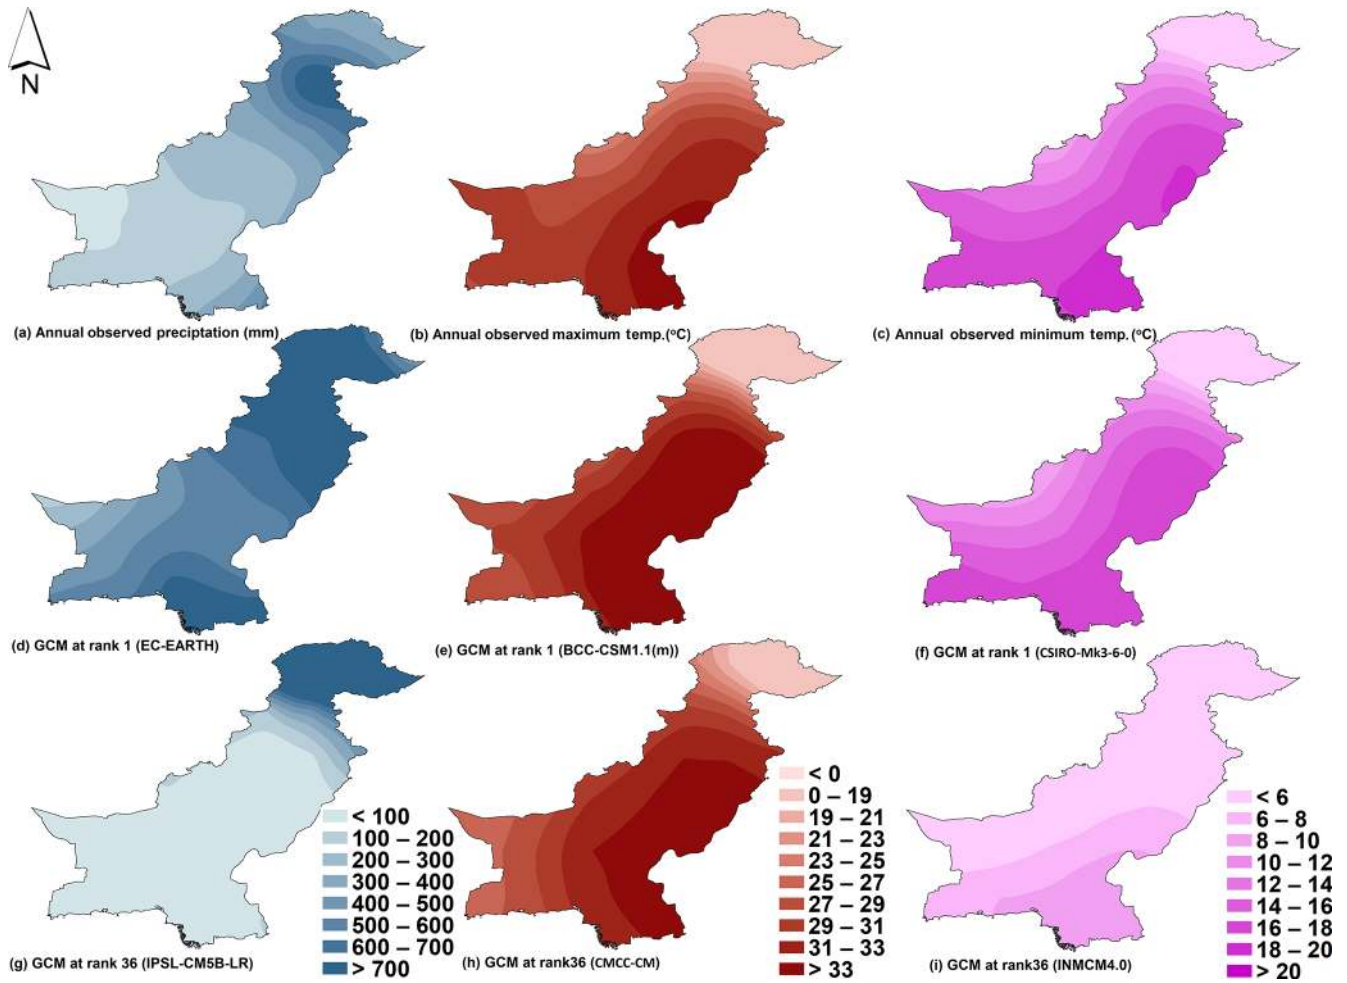 N
(a) Annual observed preciptation (mm)
(b) Annual observed maximum temp.(°C)
(c) Annual observed minimum temp.(°C)
(d) GCM at rank 1 (EC-EARTH)
(e) GCM at rank 1 (BCC-CSM1.1(m))
(f) GCM at rank 1 (CSIRO-Mk3-6-0)
< 100
100 – 200
200 – 300
300 – 400
400 – 500
500 – 600
600 – 700
> 700
< 0
0 – 19
19 – 21
21 – 23
23 – 25
25 – 27
27 – 29
29 – 31
31 – 33
> 33
< 6
6 – 8
8 – 10
10 – 12
12 – 14
14 – 16
16 – 18
18 – 20
> 20
(g) GCM at rank 36 (IPSL-CM5B-LR)
(h) GCM at rank36 (CMCC-CM)
(i) GCM at rank36 (INMCM4.0)